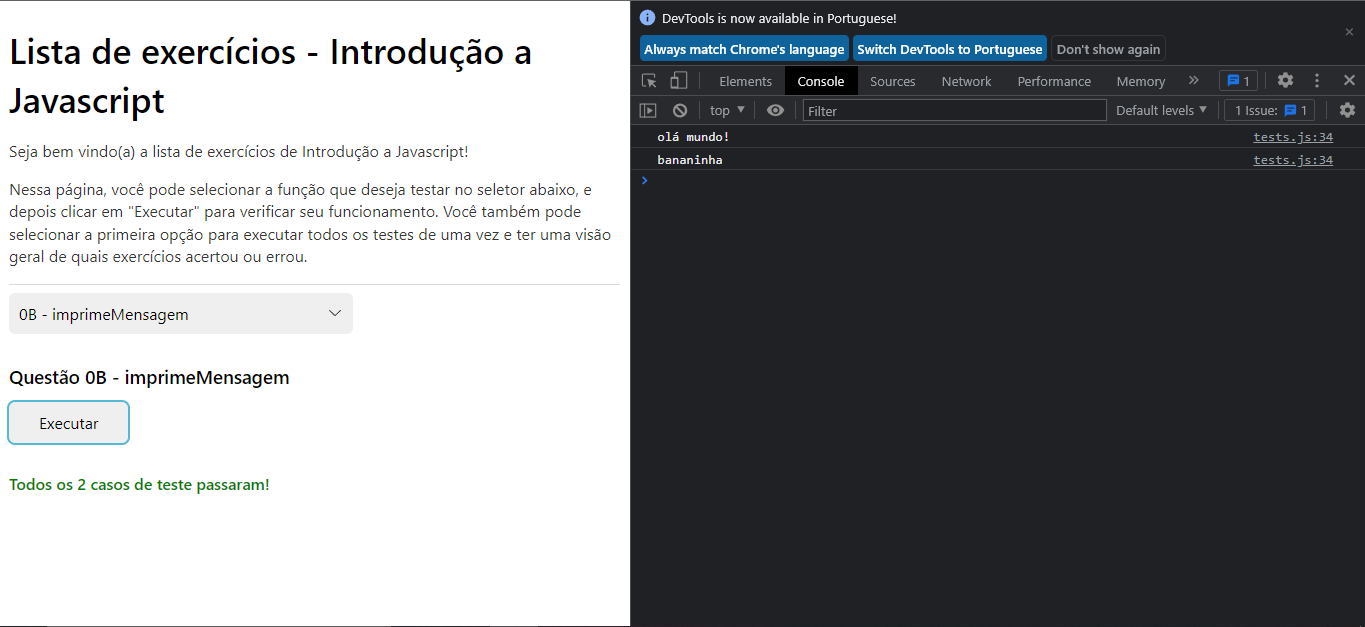 Lista de exercícios - Introdução a
Javascript
Seja bem vindo(a) a lista de exercícios de Introdução a Javascript!
Nessa página, você pode selecionar a função que deseja testar no seletor abaixo, e
depois clicar em "Executar" para verificar seu funcionamento. Você também pode
selecionar a primeira opção para executar todos os testes de uma vez e ter uma visão
geral de quais exercícios acertou ou errou.
0B - imprimeMensagem
Questão 0B - imprimeMensagem
Executar
Todos os 2 casos de teste passaram!
DevTools is now available in Portuguese!
Always match Chrome's language Switch DevTools to Portuguese Don't show again
Elements Console Sources Network Performance Memory 1
top Filter Default levels 1 Issue: 1
olá mundo! tests.js:34
bananinha tests.js:34